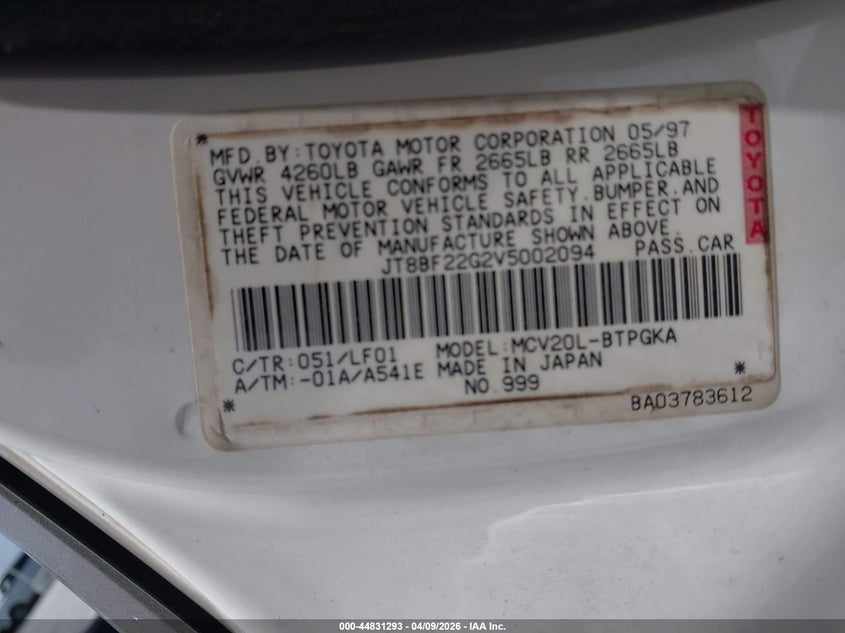 *
MFD.BY:TOYOTA MOTOR CORPORATION 05/97
GVWR 4260LB GAWR FR 2665LB RR 2665LB
THIS VEHICLE CONFORMS TO ALL APPLICABLE
FEDERAL MOTOR VEHICLE SAFETY,BUMPER,AND
THEFT PREVENTION STANDARDS IN EFFECT ON
THE DATE OF MANUFACTURE SHOWN ABOVE.
JT8BF22G2V5002094 PASS.CAR
TOYOTA
C/TR:051/LF01 MODEL:MCV20L-BTPGKA
A/TM:-01A/A541E MADE IN JAPAN *
* NO.999
BA03783612
000-44831293 - 04/09/2026 - IAA Inc.